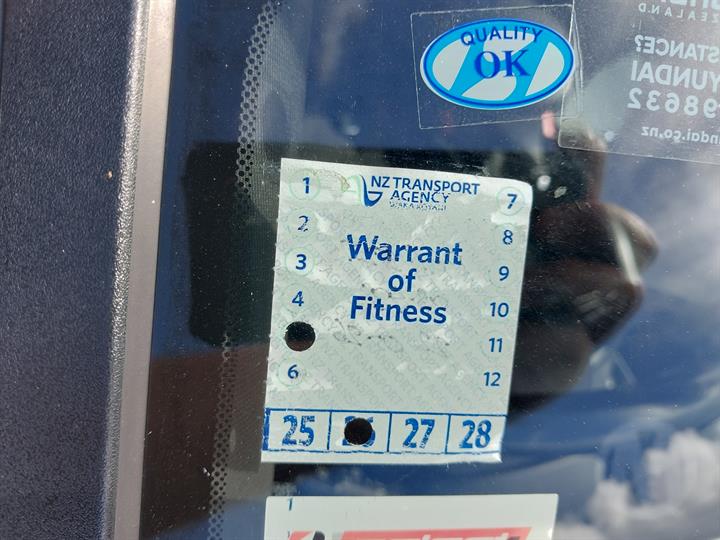 QUALITY
OK
STANCE?
YUNDAI
98632
ndai.co.nz
1 NZ TRANSPORT 7
AGENCY
WAKA KOTAHI
2 8
Warrant
3 9
of
4 10
Fitness
11
6 12
25 27 28
1